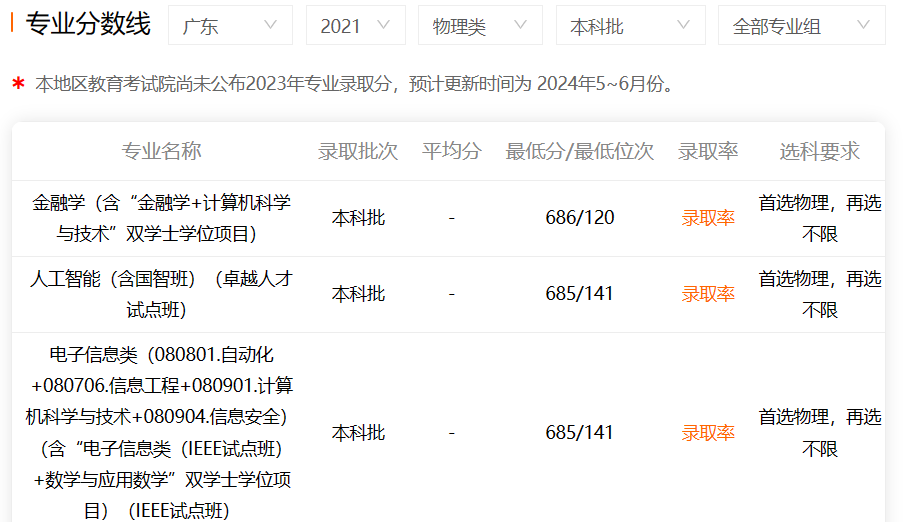 专业分数线 广东 2021 物理类 本科批 全部专业组
* 本地区教育考试院尚未公布2023年专业录取分，预计更新时间为 2024年5~6月份。
专业名称 录取批次 平均分 最低分/最低位次 录取率 选科要求
金融学（含“金融学+计算机科学
与技术”双学士学位项目） 本科批 - 686/120 录取率 首选物理，再选
不限
人工智能（含国智班）（卓越人才
试点班） 本科批 - 685/141 录取率 首选物理，再选
不限
电子信息类（080801.自动化
+080706.信息工程+080901.计算
机科学与技术+080904.信息安全）
（含“电子信息类（IEEE试点班）
+数学与应用数学”双学士学位项
目）（IEEE试点班） 本科批 - 685/141 录取率 首选物理，再选
不限